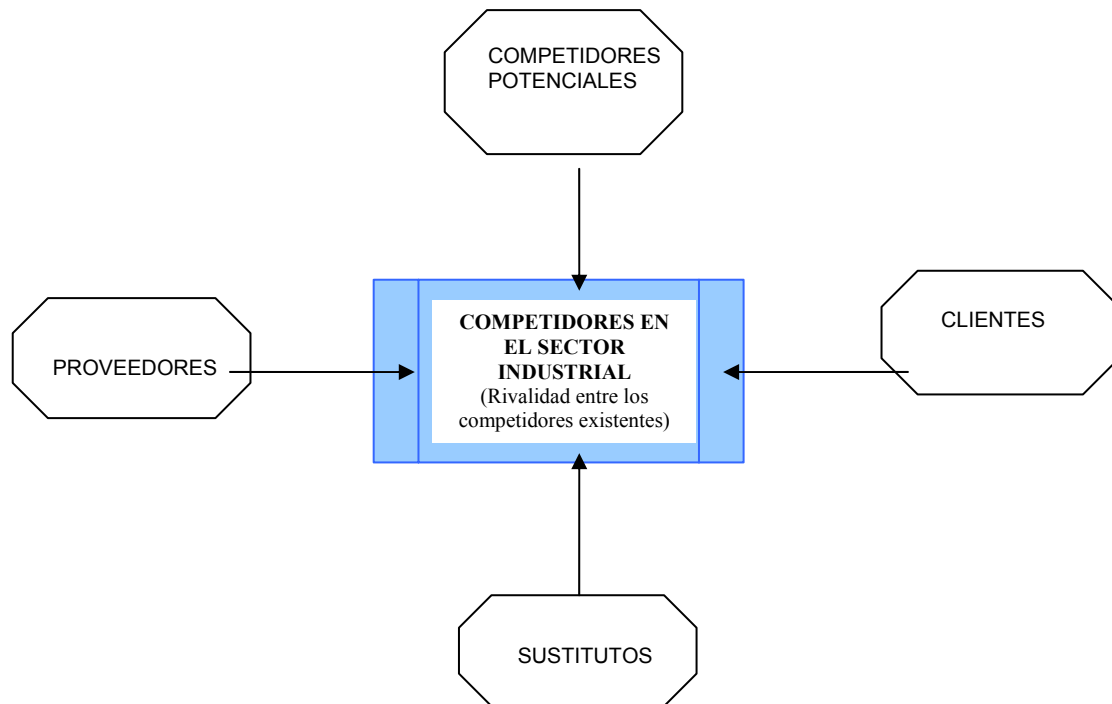 COMPETIDORES
POTENCIALES
PROVEEDORES
COMPETIDORES EN
EL SECTOR
INDUSTRIAL
(Rivalidad entre los
competidores existentes)
CLIENTES
SUSTITUTOS